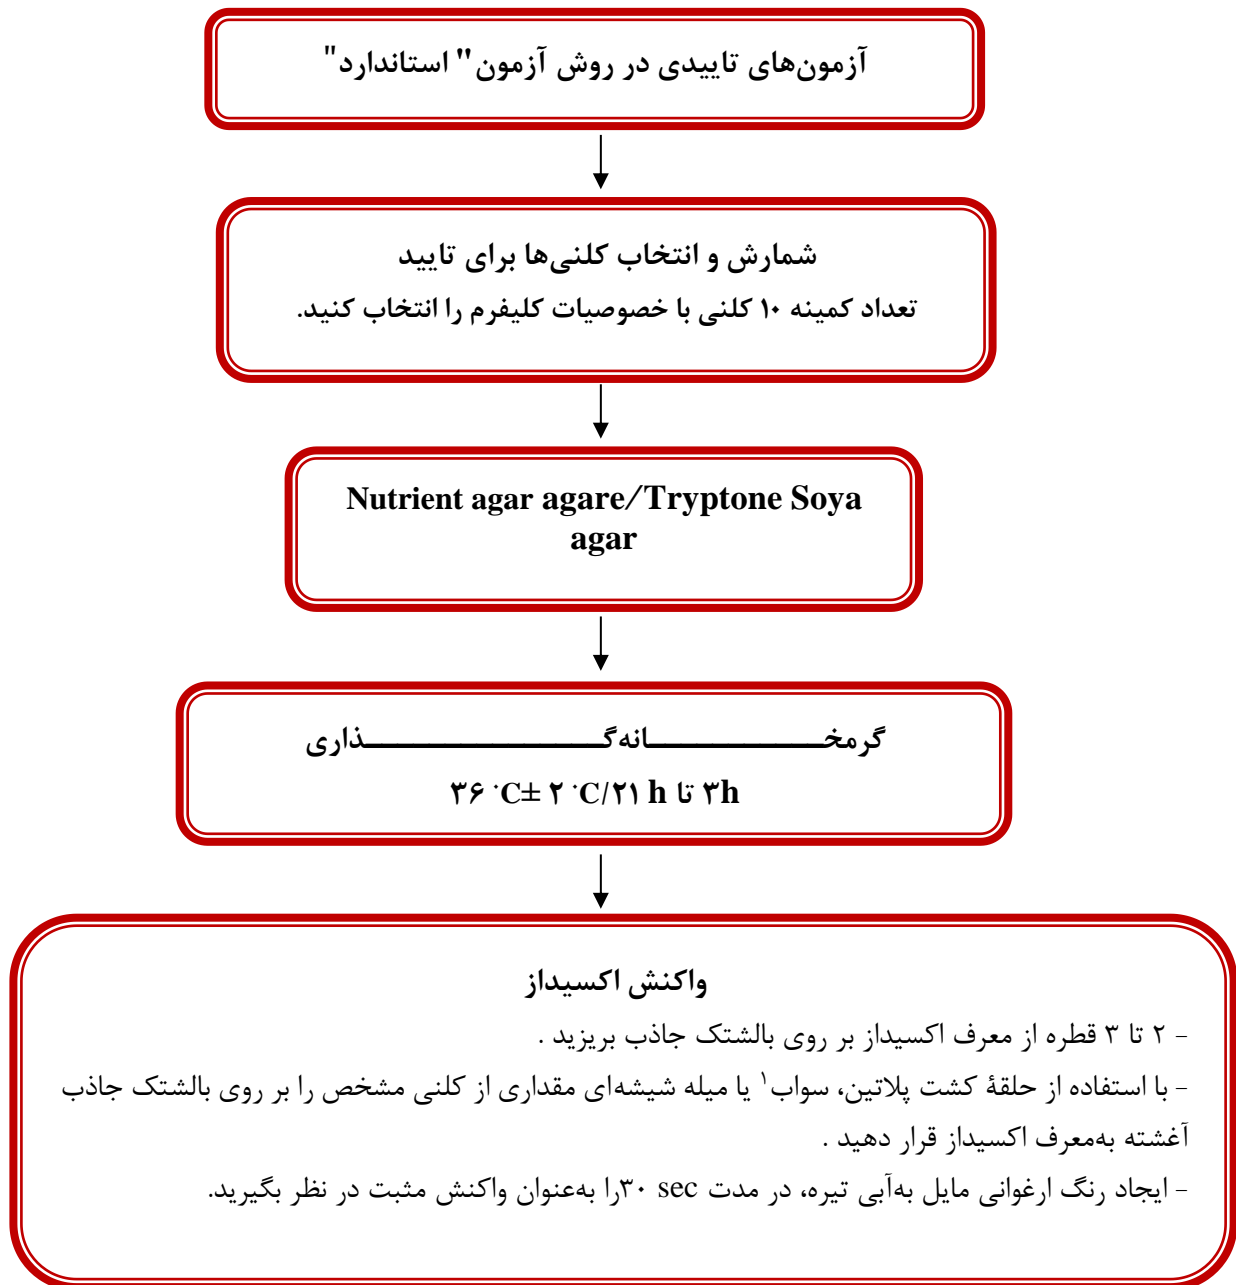 آزمون‌های تاییدی در روش آزمون" استاندارد"
شمارش و انتخاب کلنی‌ها برای تایید
تعداد کمینه ۱۰ کلنی با خصوصیات کلیفرم را انتخاب کنید.
Nutrient agar agare/Tryptone Soya
agar
گرمخـــــــــــــــانه‌گــــــــــــــــــــذاری
۳۶ ˙C± ۲ ˙C/۲۱ h تا ۳h
واکنش اکسیداز
- ۲ تا ۳ قطره از معرف اکسیداز بر روی بالشتک جاذب بریزید .
- با استفاده از حلقهٔ کشت پلاتین، سواب۱ یا میله شیشه‌ای مقداری از کلنی مشخص را بر روی بالشتک جاذب
آغشته به‌معرف اکسیداز قرار دهید .
- ایجاد رنگ ارغوانی مایل به‌آبی تیره، در مدت ۳۰ sec را به‌عنوان واکنش مثبت در نظر بگیرید.